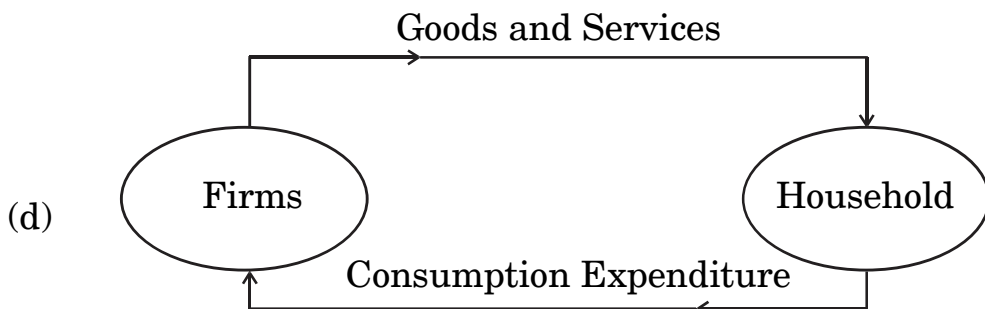 Goods and Services
Firms
Household
(d)
Consumption Expenditure